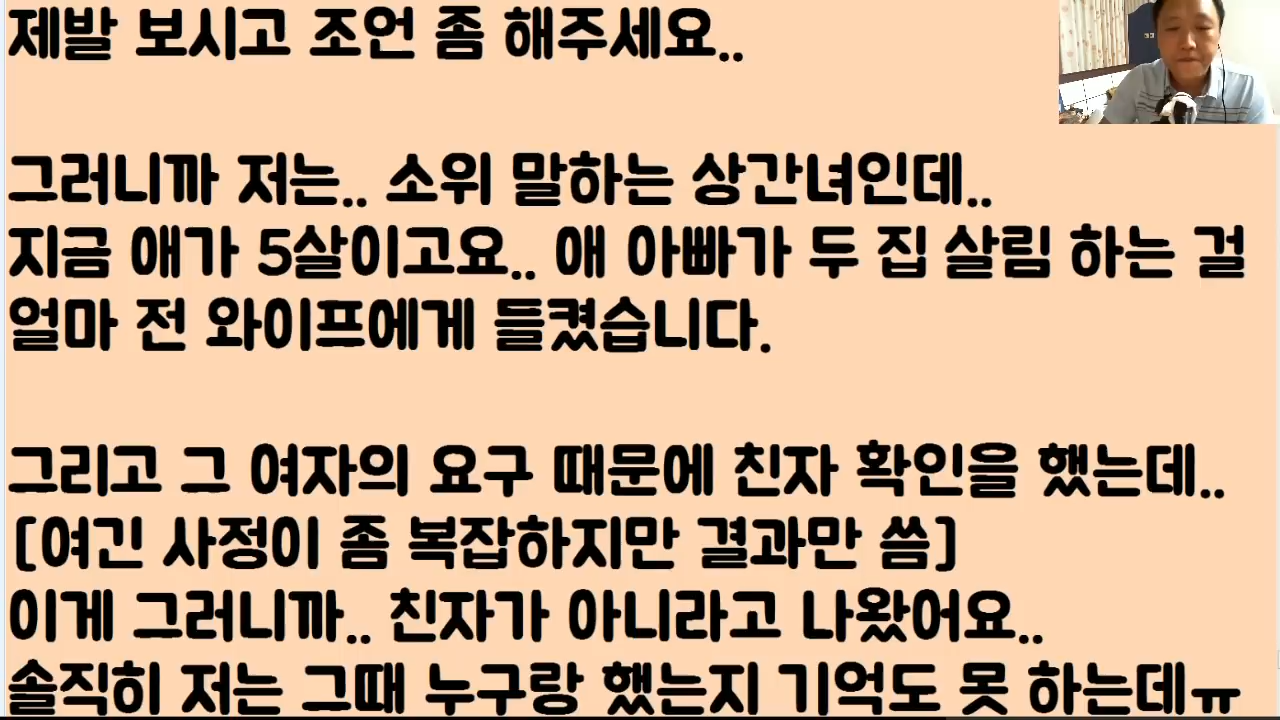 제발 보시고 조언 좀 해주세요..
그러니까 저는.. 소위 말하는 상간녀인데..
지금 애가 5살이고요.. 애 아빠가 두 집 살림 하는 걸
얼마 전 와이프에게 들켰습니다.
그리고 그 여자의 요구 때문에 친자 확인을 했는데..
[여긴 사정이 좀 복잡하지만 결과만 씀]
이게 그러니까.. 친자가 아니라고 나왔어요..
솔직히 저는 그때 누구랑 했는지 기억도 못 하는데ㅠ